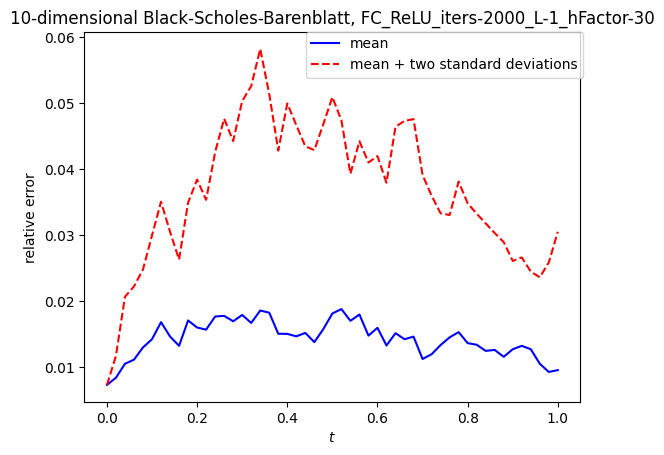 10-dimensional Black-Scholes-Barenblatt, FC_ReLU_iters-2000_L-1_hFactor-30
mean
mean + two standard deviations
relative error
0.06
0.05
0.04
0.03
0.02
0.01
0.0 0.2 0.4 0.6 0.8 1.0
t